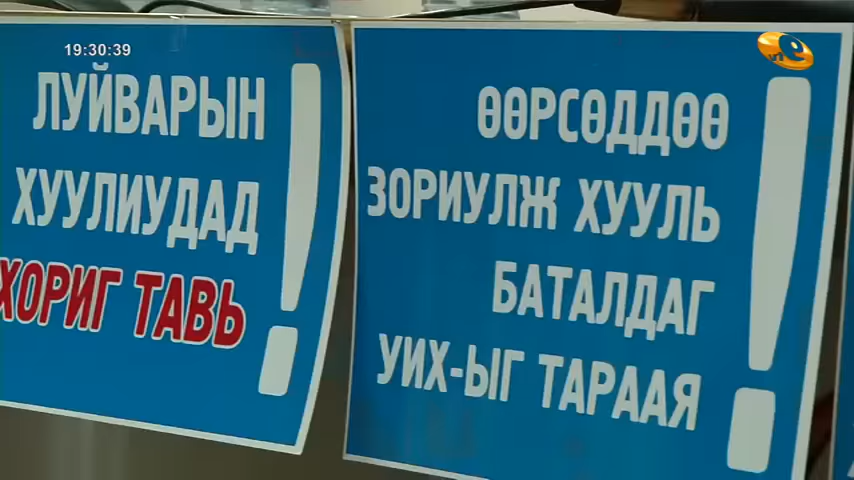 19:30:39
ЛУЙВАРЫН
ХУУЛИУДАД
ХОРИГ ТАВЬ
!
ӨӨРСӨДДӨӨ
ЗОРИУЛЖ ХУУЛЬ
БАТАЛДАГ
УИХ-ЫГ ТАРААЯ
!